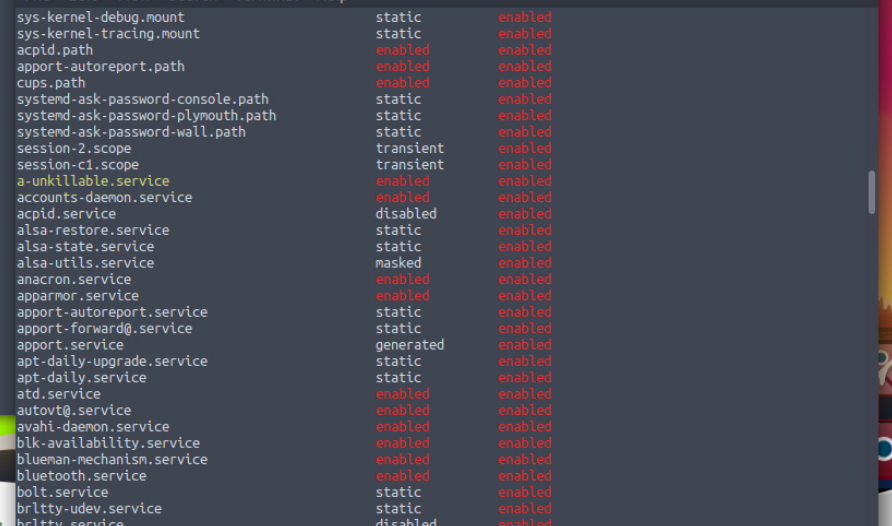 sys-kernel-debug.mount static enabled
sys-kernel-tracing.mount static enabled
acpid.path enabled enabled
apport-autoreport.path enabled enabled
cups.path enabled enabled
systemd-ask-password-console.path static enabled
systemd-ask-password-plymouth.path static enabled
systemd-ask-password-wall.path static enabled
session-2.scope transient enabled
session-c1.scope transient enabled
a-unkillable.service enabled enabled
accounts-daemon.service enabled enabled
acpid.service disabled enabled
alsa-restore.service static enabled
alsa-state.service static enabled
alsa-utils.service masked enabled
anacron.service enabled enabled
apparmor.service enabled enabled
apport-autoreport.service static enabled
apport-forward@.service static enabled
apport.service generated enabled
apt-daily-upgrade.service static enabled
apt-daily.service static enabled
atd.service enabled enabled
autovt@.service enabled enabled
avahi-daemon.service enabled enabled
blk-availability.service enabled enabled
blueman-mechanism.service enabled enabled
bluetooth.service enabled enabled
bolt.service static enabled
brltty-udev.service static enabled
brltty.service disabled enabled